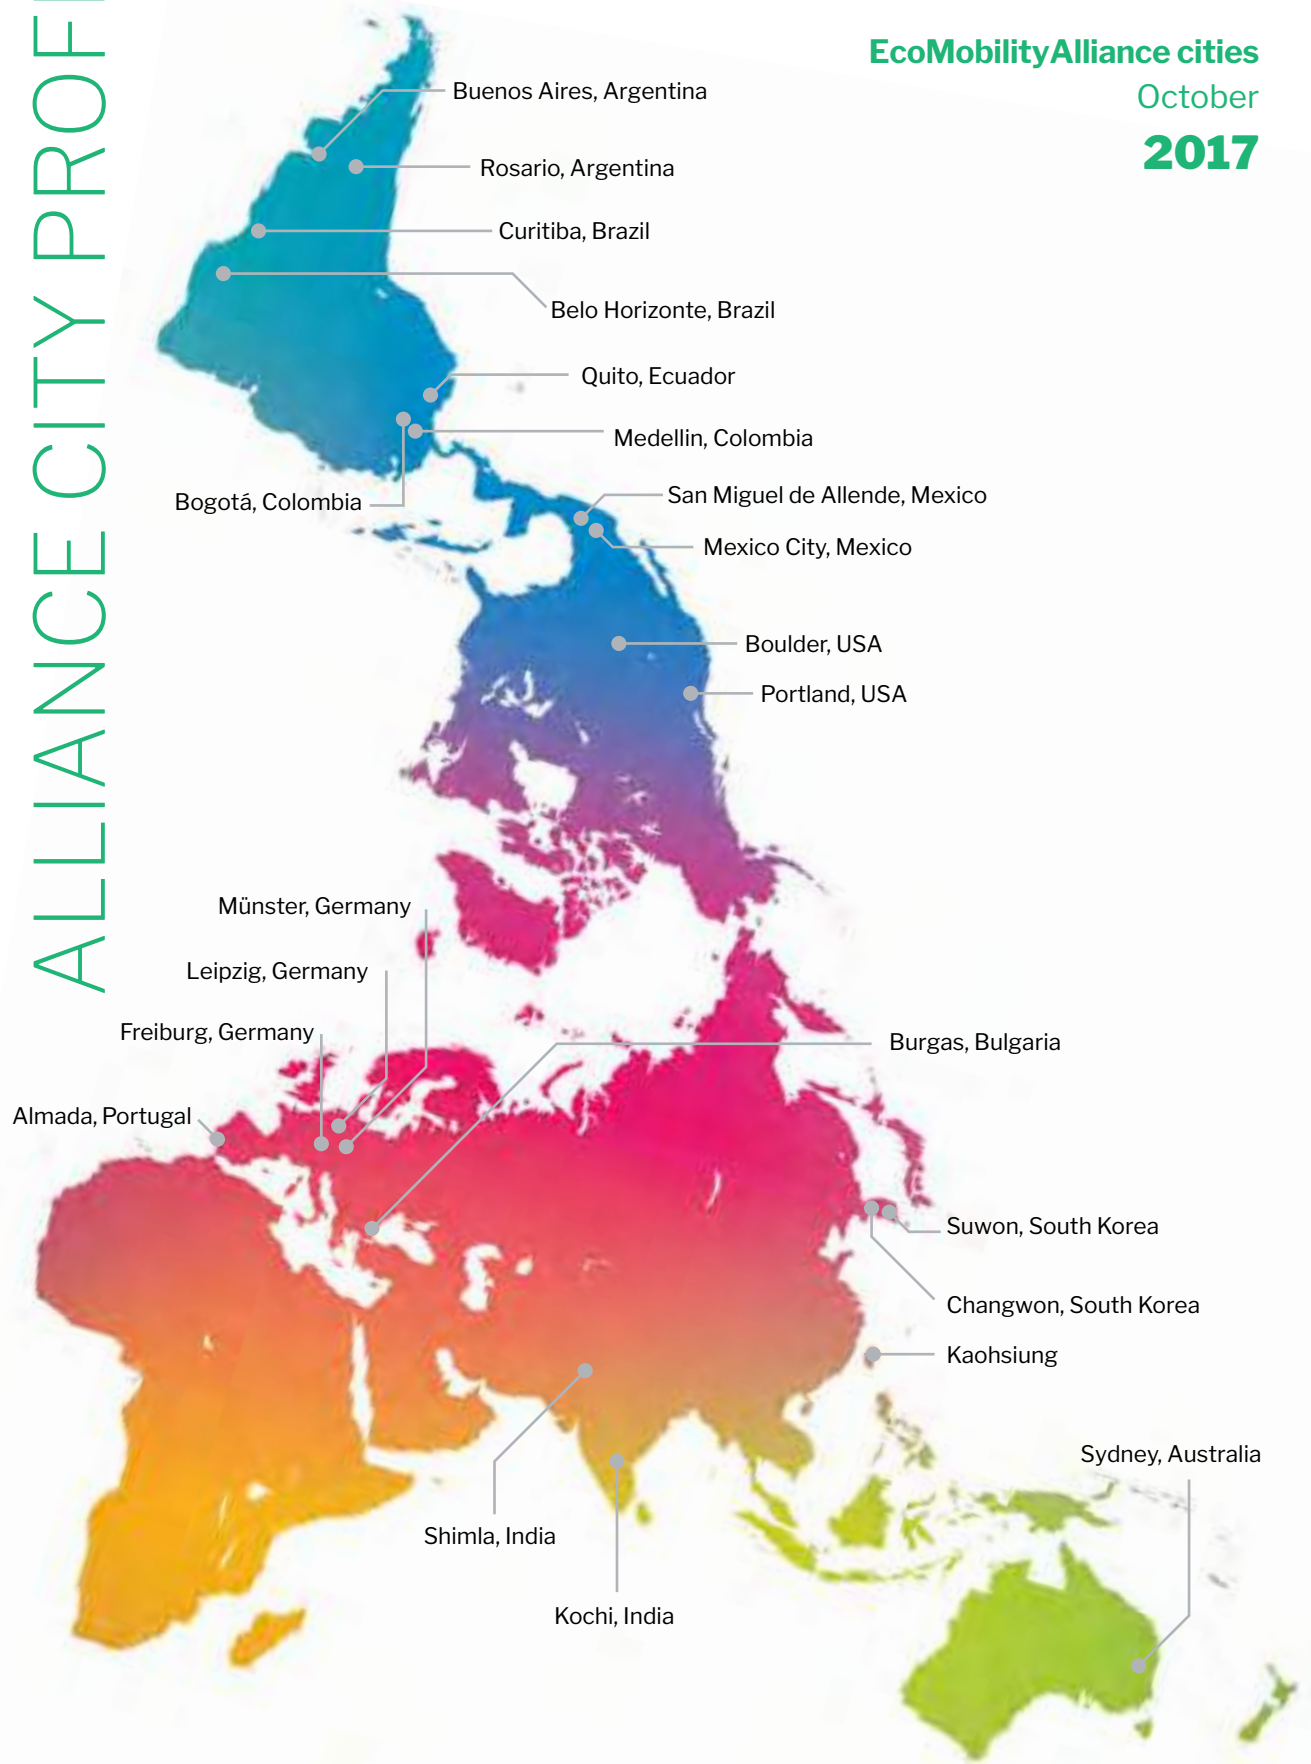 ALLIANCE CITY
EcoMobilityAlliance cities
October
2017
Buenos Aires, Argentina
Rosario, Argentina
Curitiba, Brazil
Belo Horizonte, Brazil
Quito, Ecuador
Medellin, Colombia
Bogotá, Colombia
San Miguel de Allende, Mexico
Mexico City, Mexico
Boulder, USA
Portland, USA
Münster, Germany
Leipzig, Germany
Freiburg, Germany
Burgas, Bulgaria
Almada, Portugal
Suwon, South Korea
Changwon, South Korea
Kaohsiung
Sydney, Australia
Shimla, India
Kochi, India